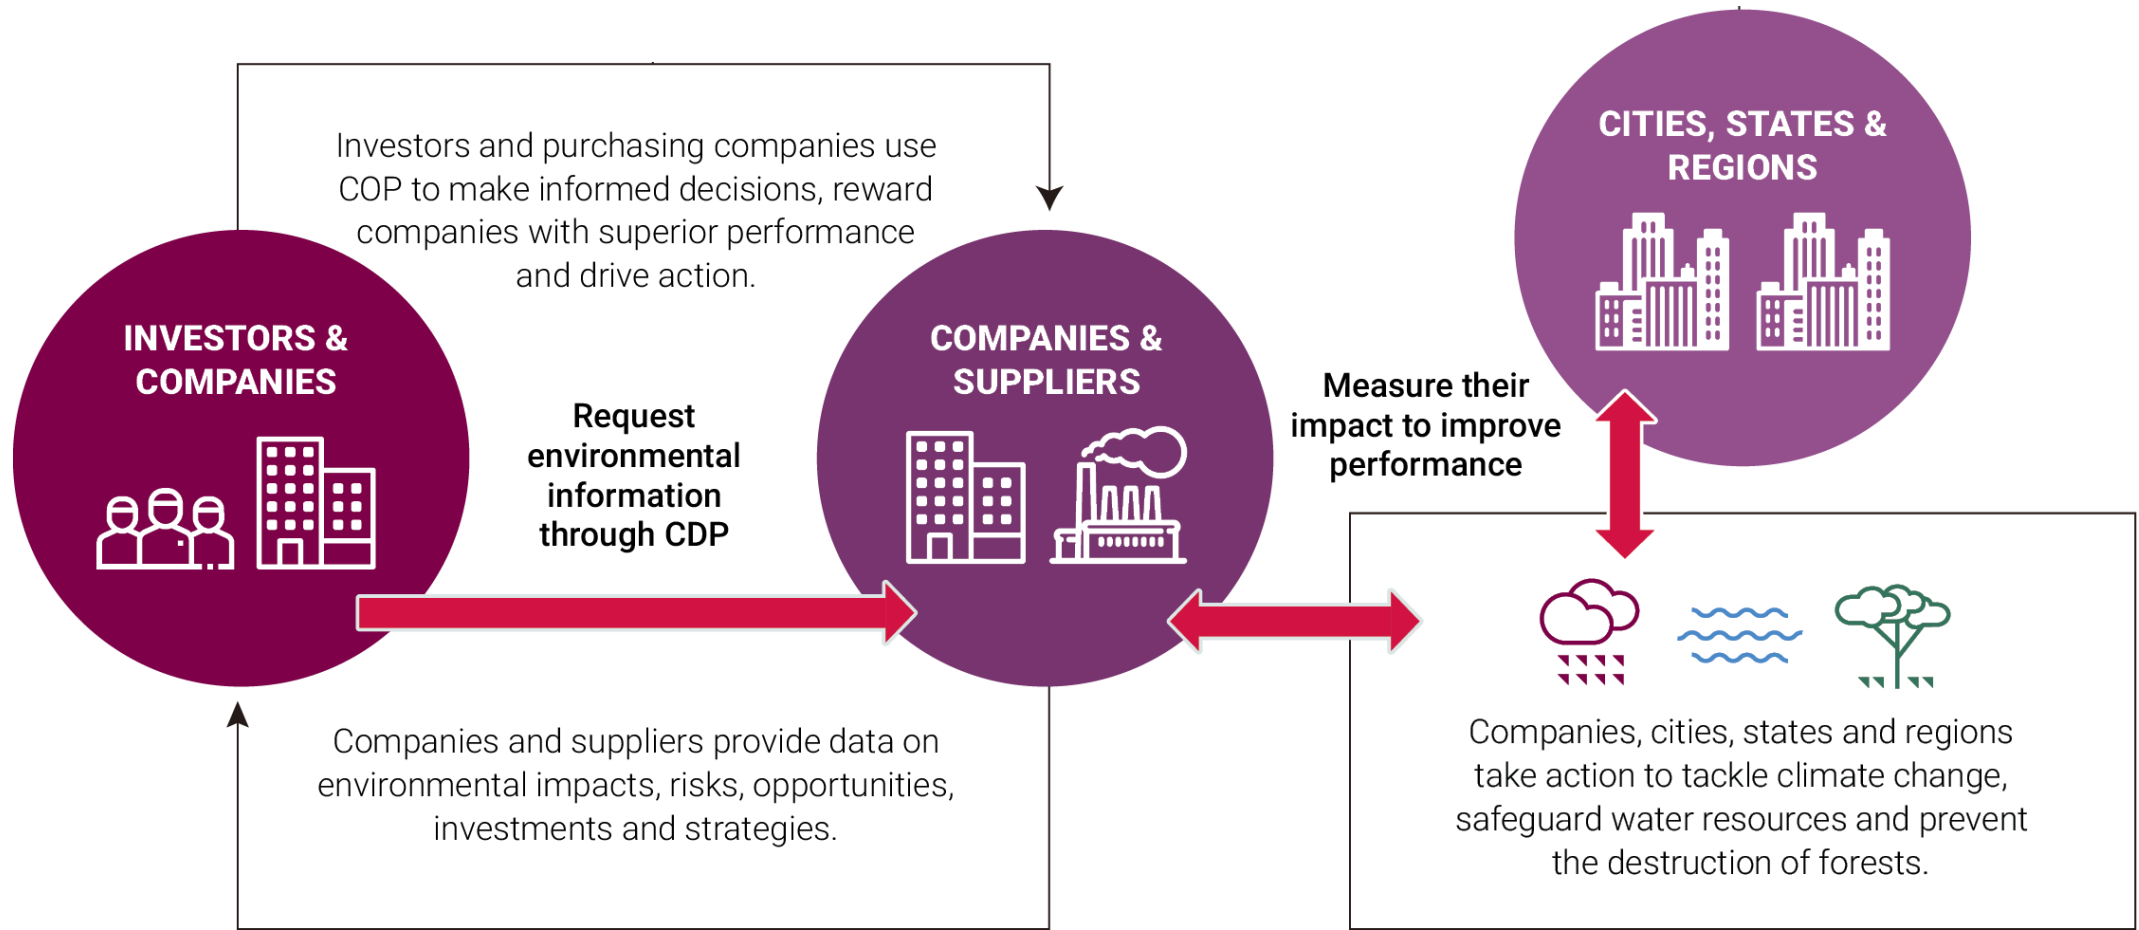 Investors and purchasing companies use
COP to make informed decisions, reward
companies with superior performance
and drive action.
INVESTORS &
COMPANIES
Request
environmental
information
through CDP
COMPANIES &
SUPPLIERS
Companies and suppliers provide data on
environmental impacts, risks, opportunities,
investments and strategies.
Measure their
impact to improve
performance
CITIES, STATES &
REGIONS
Companies, cities, states and regions
take action to tackle climate change,
safeguard water resources and prevent
the destruction of forests.